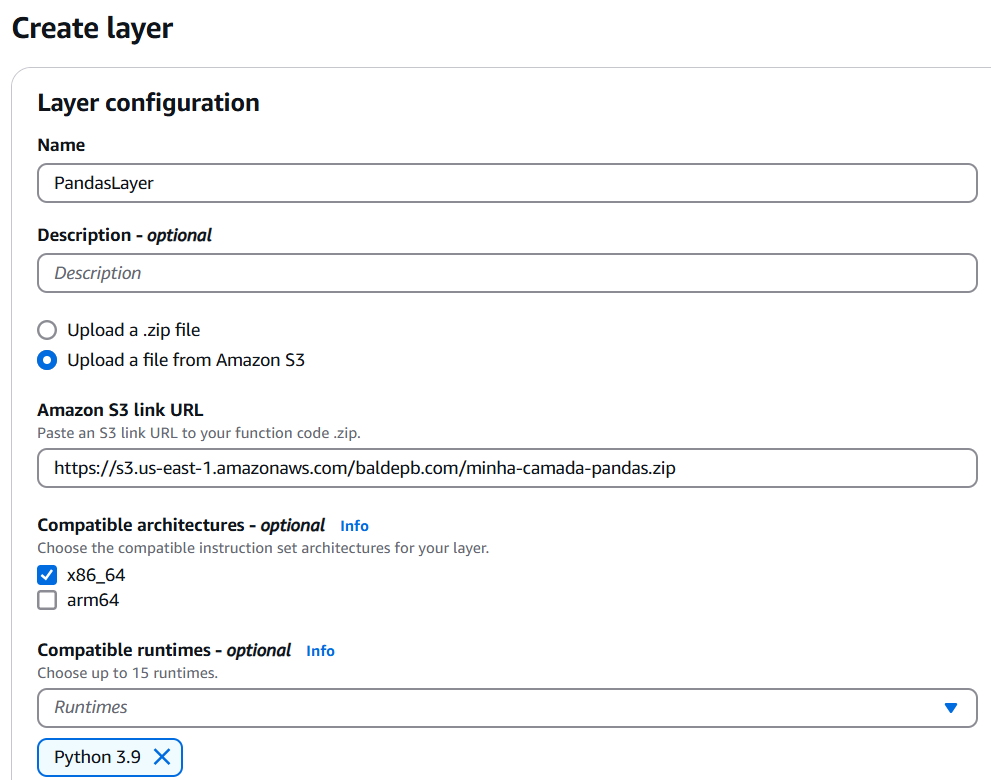 Create layer
Layer configuration
Name
PandasLayer
Description - optional
Description
Upload a .zip file
Upload a file from Amazon S3
Amazon S3 link URL
Paste an S3 link URL to your function code .zip.
https://s3.us-east-1.amazonaws.com/baldepb.com/minha-camada-pandas.zip
Compatible architectures - optional Info
Choose the compatible instruction set architectures for your layer.
x86_64
arm64
Compatible runtimes - optional Info
Choose up to 15 runtimes.
Runtimes
Python 3.9